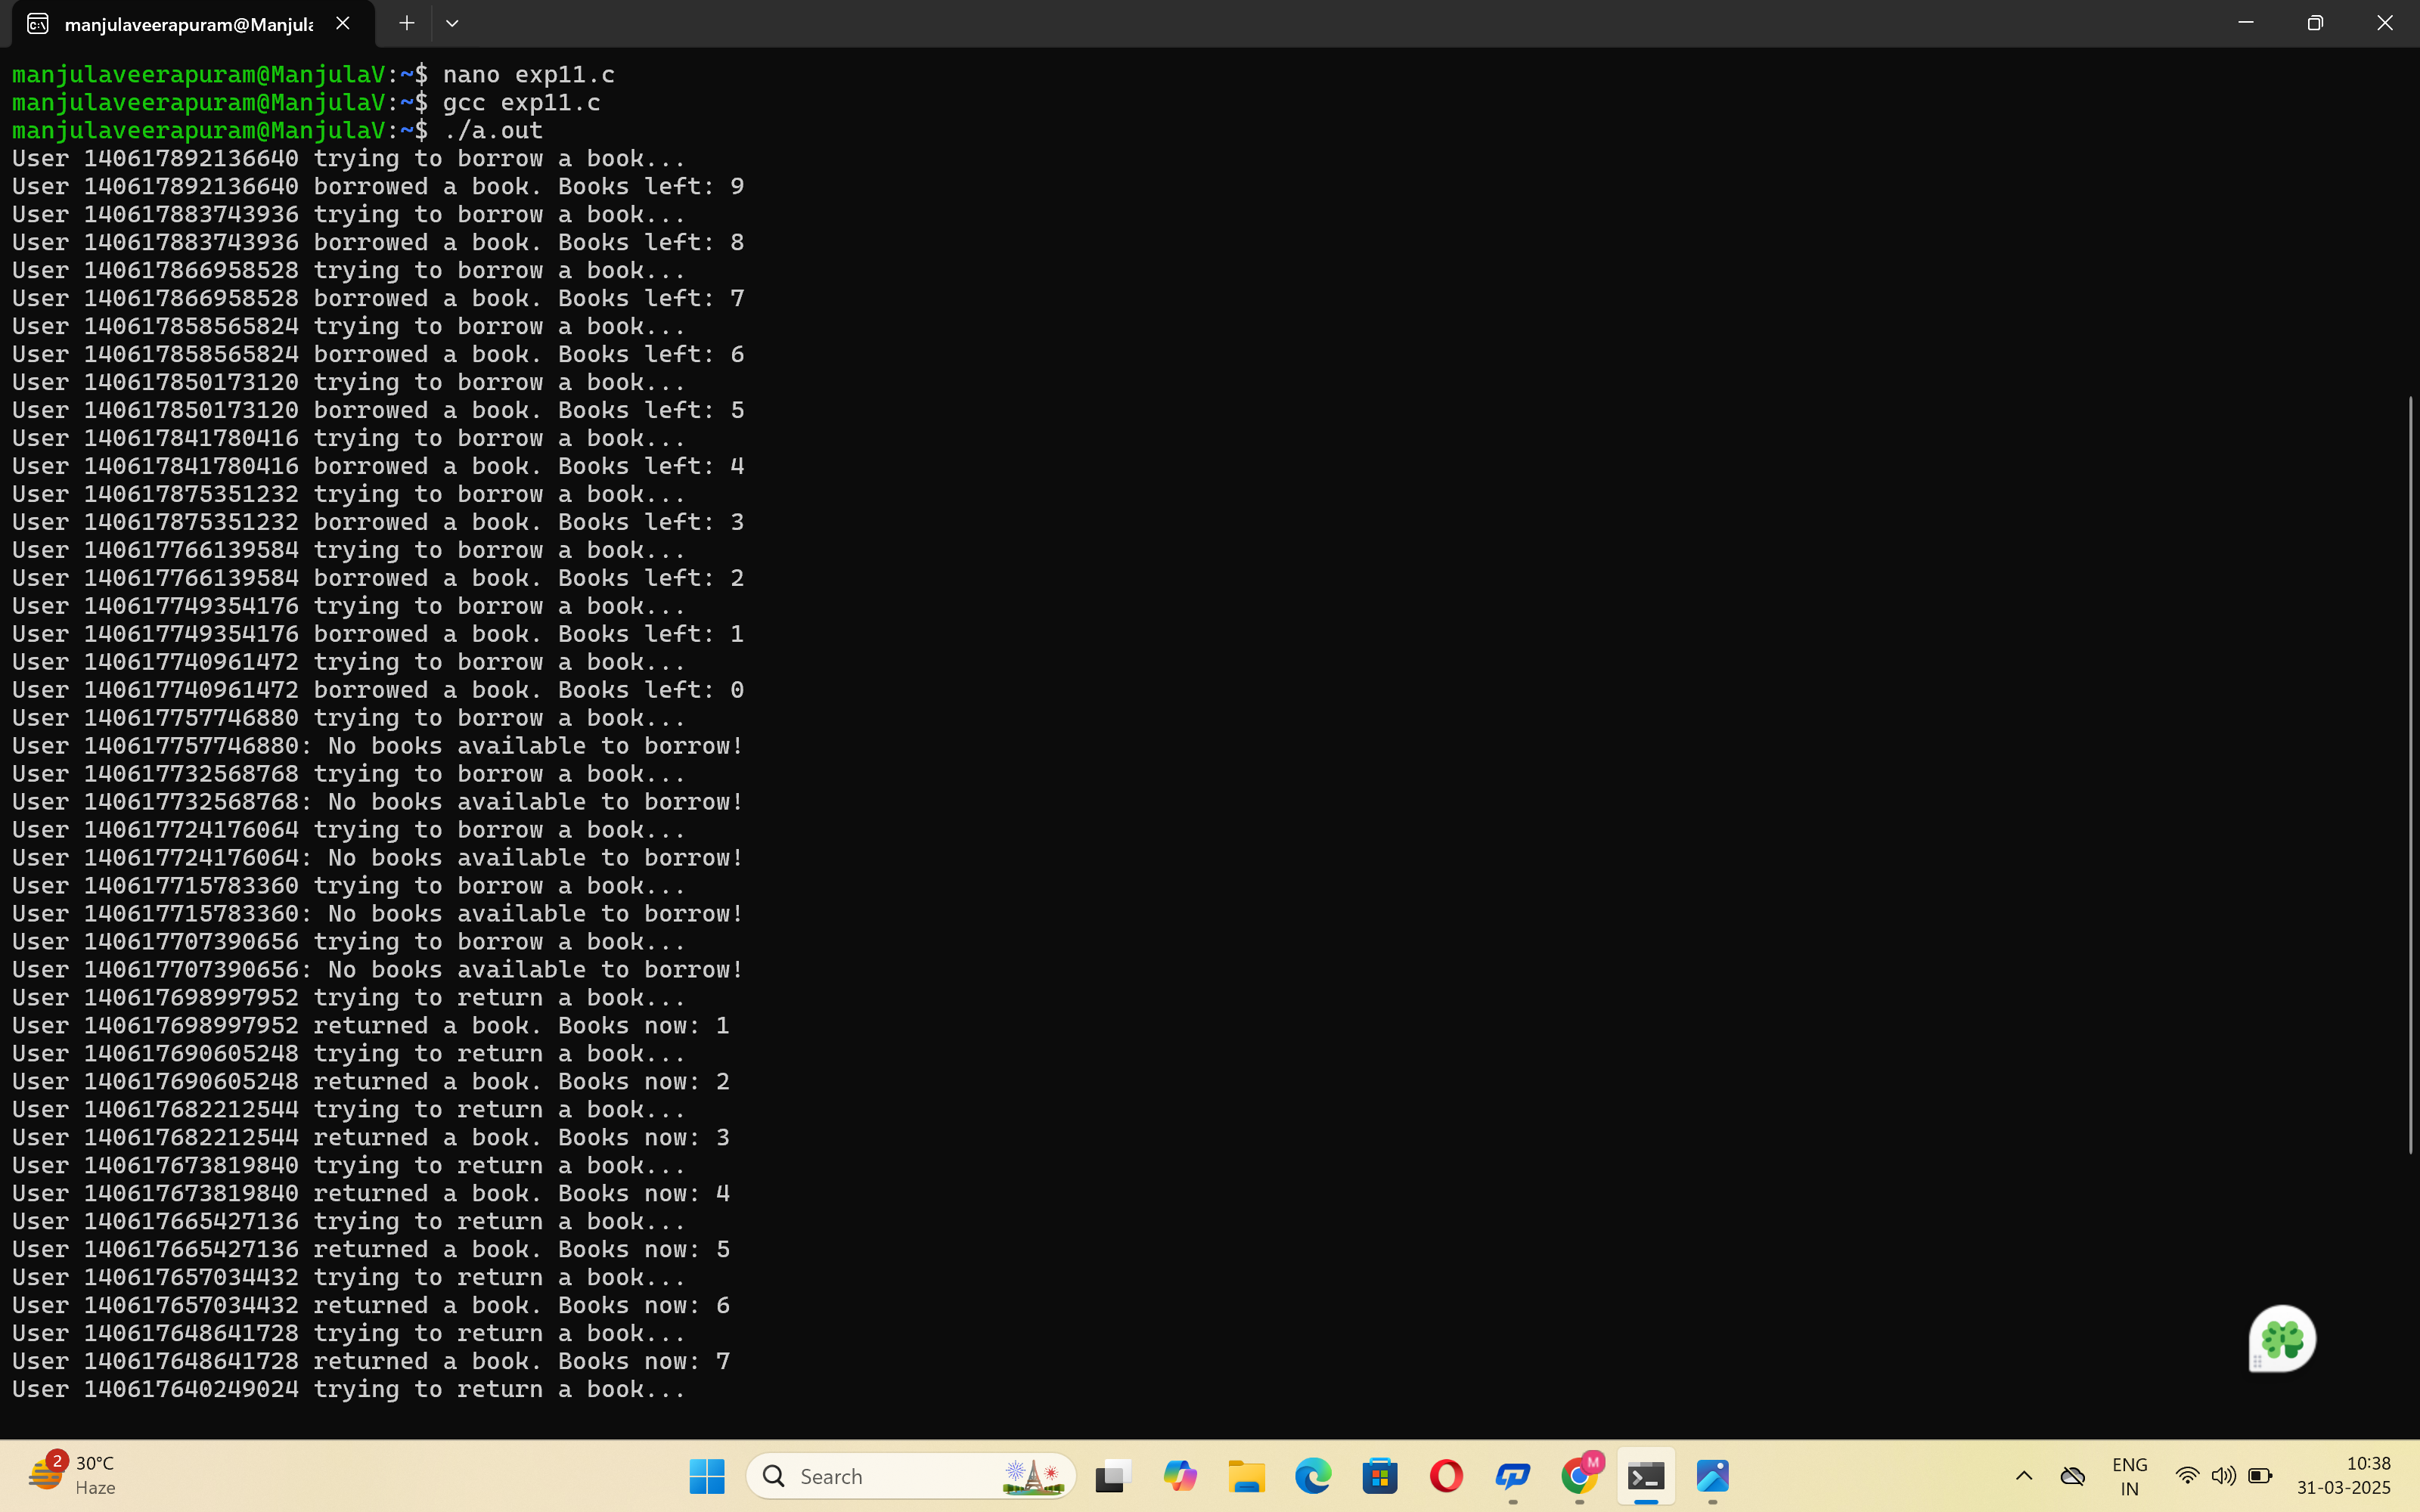 manjulaveerapuram@Manjula
manjulaveerapuram@ManjulaV:~$ nano exp11.c
manjulaveerapuram@ManjulaV:~$ gcc exp11.c
manjulaveerapuram@ManjulaV:~$ ./a.out
User 140617892136640 trying to borrow a book...
User 140617892136640 borrowed a book. Books left: 9
User 140617883743936 trying to borrow a book...
User 140617883743936 borrowed a book. Books left: 8
User 140617866958528 trying to borrow a book...
User 140617866958528 borrowed a book. Books left: 7
User 140617858565824 trying to borrow a book...
User 140617858565824 borrowed a book. Books left: 6
User 140617850173120 trying to borrow a book...
User 140617850173120 borrowed a book. Books left: 5
User 140617841780416 trying to borrow a book...
User 140617841780416 borrowed a book. Books left: 4
User 140617875351232 trying to borrow a book...
User 140617875351232 borrowed a book. Books left: 3
User 140617766139584 trying to borrow a book...
User 140617766139584 borrowed a book. Books left: 2
User 140617749354176 trying to borrow a book...
User 140617749354176 borrowed a book. Books left: 1
User 140617740961472 trying to borrow a book...
User 140617740961472 borrowed a book. Books left: 0
User 140617757746880 trying to borrow a book...
User 140617757746880: No books available to borrow!
User 140617732568768 trying to borrow a book...
User 140617732568768: No books available to borrow!
User 140617724176064 trying to borrow a book...
User 140617724176064: No books available to borrow!
User 140617715783360 trying to borrow a book...
User 140617715783360: No books available to borrow!
User 140617707390656 trying to borrow a book...
User 140617707390656: No books available to borrow!
User 140617698997952 trying to return a book...
User 140617698997952 returned a book. Books now: 1
User 140617690605248 trying to return a book...
User 140617690605248 returned a book. Books now: 2
User 140617682212544 trying to return a book...
User 140617682212544 returned a book. Books now: 3
User 140617673819840 trying to return a book...
User 140617673819840 returned a book. Books now: 4
User 140617665427136 trying to return a book...
User 140617665427136 returned a book. Books now: 5
User 140617657034432 trying to return a book...
User 140617657034432 returned a book. Books now: 6
User 140617648641728 trying to return a book...
User 140617648641728 returned a book. Books now: 7
User 140617640249024 trying to return a book...
2
30°C
Haze
Search
M
ENG
IN
10:38
31-03-2025